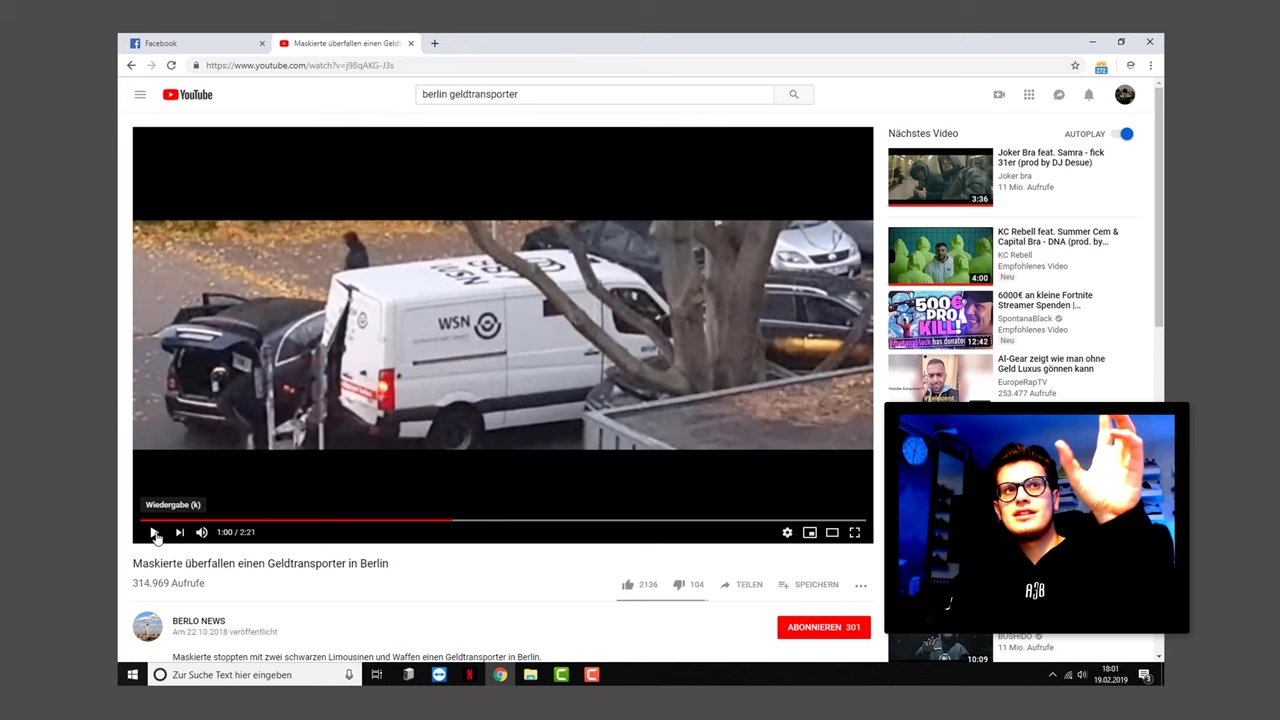 Facebook
Maskierte überfallen einen Geld
https://www.youtube.com/watch?v=j98qAKG-J3s
272
YouTube
berlin geldtransporter
WSN
WSN
Wiedergabe (k)
1:00 / 2:21
Maskierte überfallen einen Geldtransporter in Berlin
314.969 Aufrufe
2136
104
TEILEN
SPEICHERN
BERLO NEWS
Am 22.10.2018 veröffentlicht
ABONNIEREN 301
Maskierte stoppten mit zwei schwarzen Limousinen und Waffen einen Geldtransporter in Berlin.
Nächstes Video
AUTOPLAY
3:36
Joker Bra feat. Samra - fick
31er (prod by DJ Desue)
Joker bra
11 Mio. Aufrufe
4:00
KC Rebell feat. Summer Cem &
Capital Bra - DNA (prod. by...
KC Rebell
Empfohlenes Video
Neu
500€
PRO
KILL!
12:42
6000€ an kleine Fortnite
Streamer Spenden |...
SpontanaBlack
Empfohlenes Video
Neu
Al-Gear zeigt wie man ohne
Geld Luxus gönnen kann
EuropeRapTV
253.477 Aufrufe
BUSHIDO
10:09
Zur Suche Text hier eingeben
18:01
19.02.2019
3